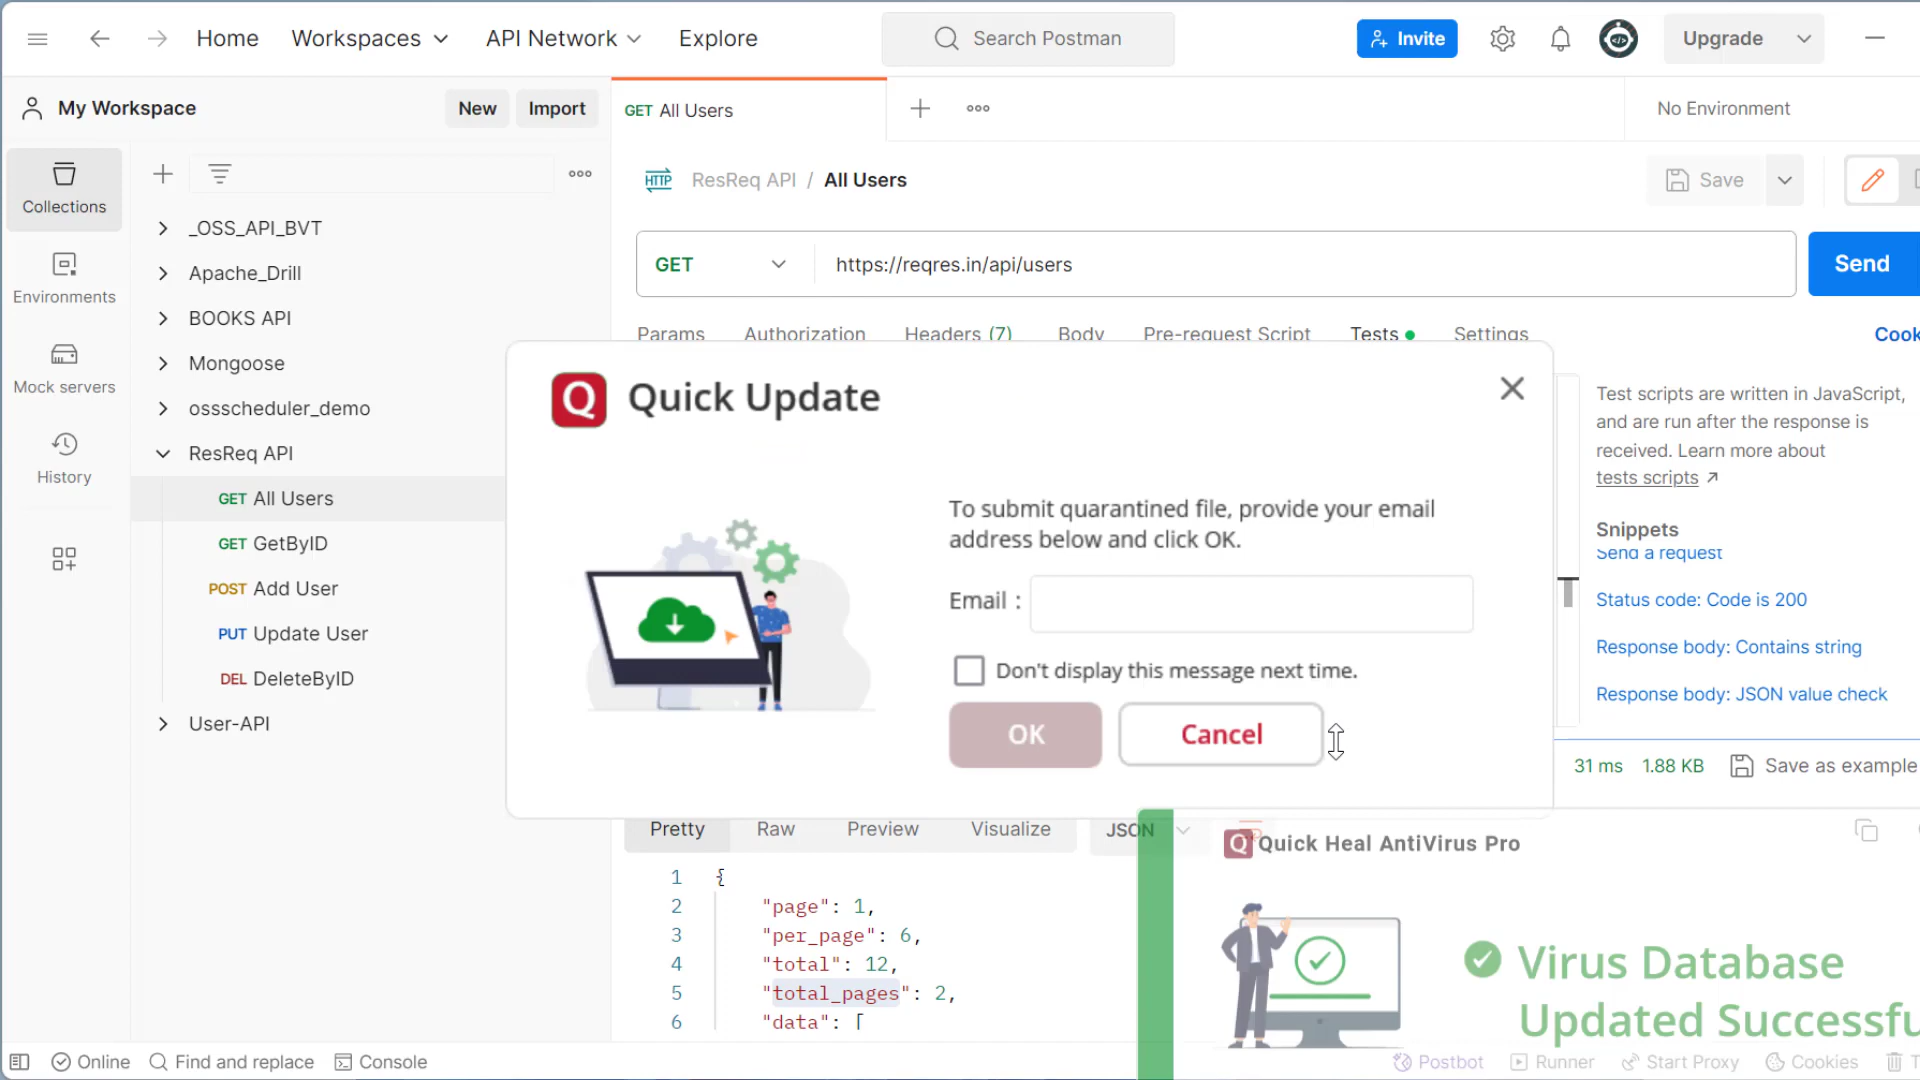 Home Workspaces API Network Explore Search Postman Invite Upgrade
My Workspace New Import GET All Users No Environment
Collections
Environments
Mock servers
History
_OSS_API_BVT
Apache_Drill
BOOKS API
Mongoose
ossscheduler_demo
ResReq API
GET All Users
GET GetByID
POST Add User
PUT Update User
DEL DeleteByID
User-API
HTTP ResReq API / All Users Save
GET https://reqres.in/api/users Send
Params Authorization Headers (7) Body Pre-request Script Tests Settings
Q Quick Update
To submit quarantined file, provide your email
address below and click OK.
Email :
Don't display this message next time.
OK Cancel
Test scripts are written in JavaScript,
and are run after the response is
received. Learn more about
tests scripts
Snippets
Send a request
Status code: Code is 200
Response body: Contains string
Response body: JSON value check
31 ms 1.88 KB Save as example
Pretty Raw Preview Visualize JSON
1 {
2 "page": 1,
3 "per_page": 6,
4 "total": 12,
5 "total_pages": 2,
6 "data": [
Q Quick Heal AntiVirus Pro
Virus Database
Updated
Online Find and replace Console Postbot Runner Start Proxy Cookies